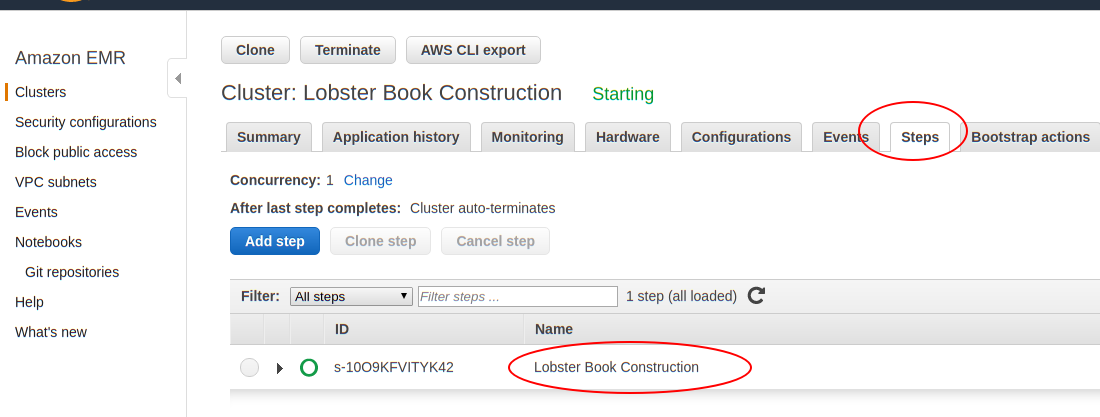 Amazon EMR
Clusters
Security configurations
Block public access
VPC subnets
Events
Notebooks
Git repositories
Help
What's new
Clone Terminate AWS CLI export
Cluster: Lobster Book Construction Starting
Summary Application history Monitoring Hardware Configurations Events Steps Bootstrap actions
Concurrency: 1 Change
After last step completes: Cluster auto-terminates
Add step Clone step Cancel step
Filter: All steps Filter steps ... 1 step (all loaded)
ID Name
s-10O9KFVITYK42 Lobster Book Construction